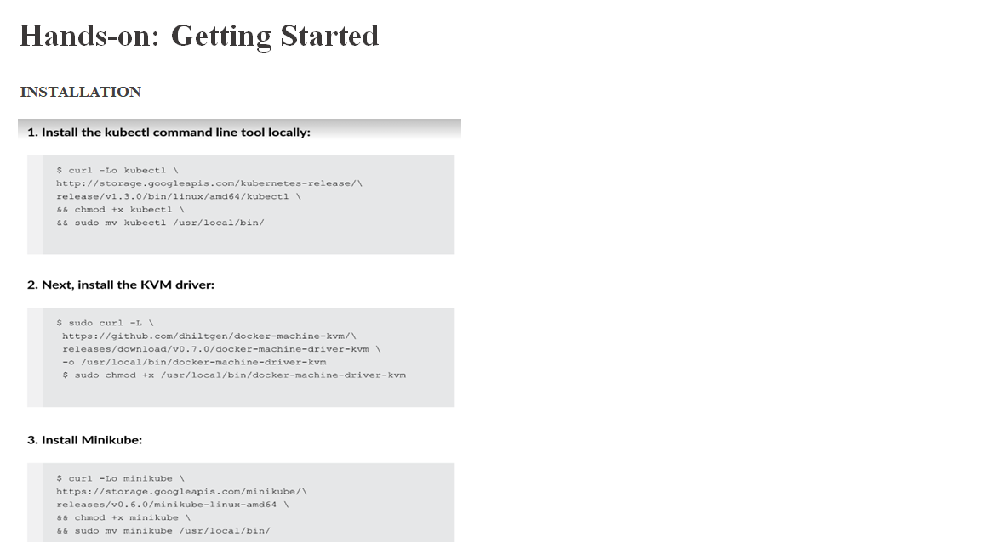 Hands-on: Getting Started
INSTALLATION
1. Install the kubectl command line tool locally:
$ curl -Lo kubectl \
http://storage.googleapis.com/kubernetes-release/\
release/v1.3.0/bin/linux/amd64/kubectl \
&& chmod +x kubectl \
&& sudo mv kubectl /usr/local/bin/
2. Next, install the KVM driver:
$ sudo curl -L \
https://github.com/dhiltgen/docker-machine-kvm/\
releases/download/v0.7.0/docker-machine-driver-kvm \
-o /usr/local/bin/docker-machine-driver-kvm
$ sudo chmod +x /usr/local/bin/docker-machine-driver-kvm
3. Install Minikube:
$ curl -Lo minikube \
https://storage.googleapis.com/minikube/\
releases/v0.6.0/minikube-linux-amd64 \
&& chmod +x minikube \
&& sudo mv minikube /usr/local/bin/